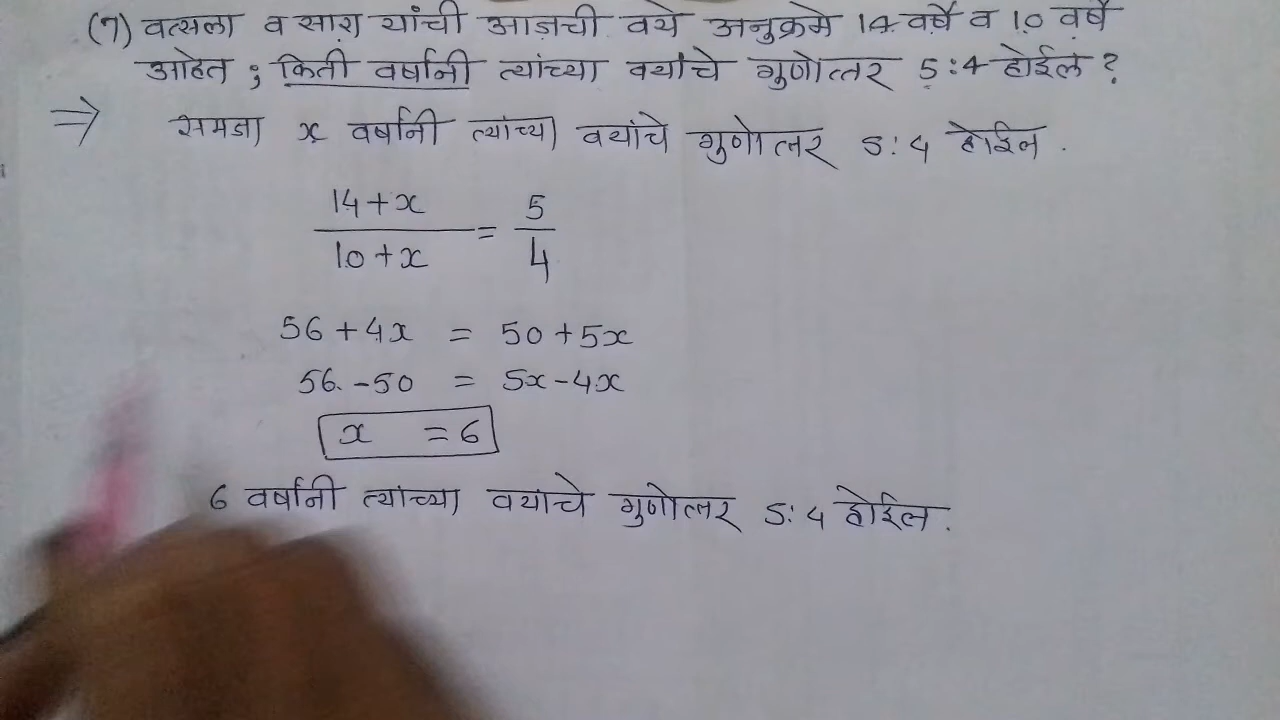 (१) वत्सला व सारा यांची आजची वये अनुक्रमे 14 वर्षे व 10 वर्षे
आहेत ; किती वर्षांनी त्यांच्या वयांचे गुणोत्तर 5:4 होईल ?
⇒ समजा x वर्षांनी त्यांच्या वयांचे गुणोत्तर 5:4 होईल .
14+x
10+x = 5/4
56+4x = 50+5x
56-50 = 5x-4x
x = 6
6 वर्षांनी त्यांच्या वयाचे गुणोत्तर 5:4 होईल .